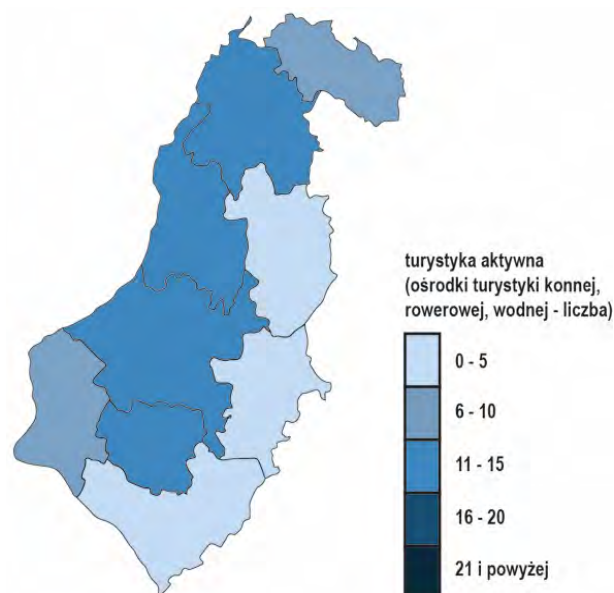 turystyka aktywna
(ośrodki turystyki konnej,
rowerowej, wodnej - liczba)
0 - 5
6 - 10
11 - 15
16 - 20
21 i powyżej